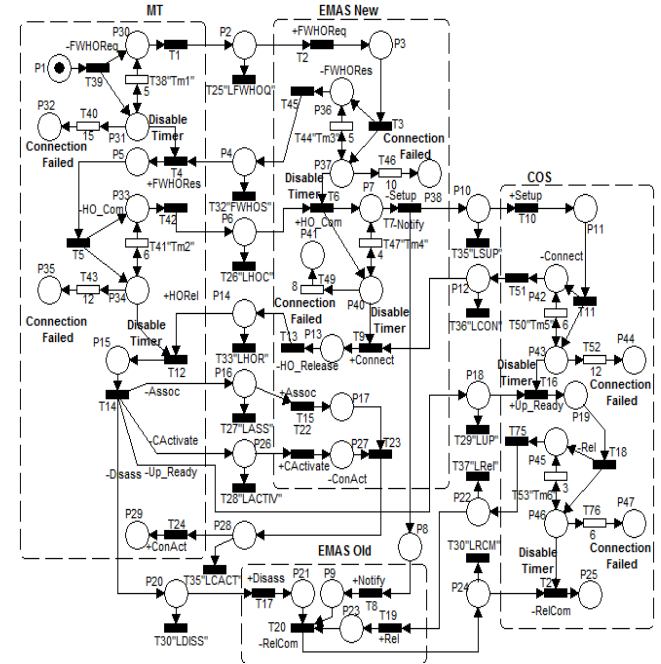 MT
EMAS New
P30
P2
+FWHOReq
-FWHOReq
P3
P1
T1
T2
T39
T38"Tm1"
5
T25"LFWHOQ"
-FWHORes
T45
P32
T40
15
P31
Disable
Timer
P36
T3
T44"Tm3"
5
Connection
Failed
Connection
Failed
P5
T4
P4
+FWHORes
P37
T46
10
Disable
Timer
P33
-HO_Com
T42
T32"FWHOS"
P6
T6
P7
-Setup
P38
P10
COS
+Setup
T5
T41"Tm2"
6
+HO_Com
T7
-Notify
T10
P11
P41
T47"Tm4"
4
T35"LSUP"
P35
T43
12
P34
T26"LHOC"
T49
8
-Connect
Connection
Failed
+HORel
P14
Connection
Failed
P40
P12
T51
P42
T11
Disable
Timer
Disable
Timer
T36"LCON"
T50"Tm5"
6
P44
P15
T12
T33"LHOR"
T13
P13
T9
P43
T52
12
-HO_Release
+Connect
Disable
Timer
P16
-Assoc
+Assoc
P18
T16
Connection
Failed
T14
P17
+Up_Ready
P19
T27"LASS"
T15
T22
T29"LUP"
-CActivate
P26
P27
T23
T75
-Rel
T18
-Disass
-Up_Ready
+CActivate
-ConAct
T37"LRel"
P45
T28"LACTIV"
T53"Tm6
3
P22
P47
P29
T24
P28
P46
T76
6
+ConAct
P8
T30"LRCM"
Disable
Timer
Connection
Failed
T35"LCACT"
EMAS Old
P20
+Disass
P21
P9
+Notify
P24
T2
P25
T17
T8
P23
T19
-RelCom
T30"LDISS"
T20
-RelCom
+Rel